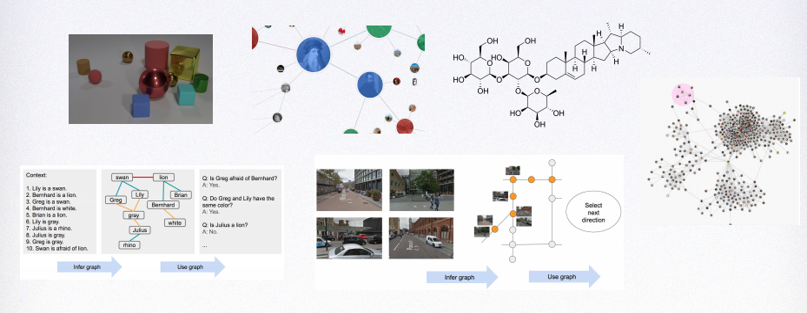 Context:
1. Lily is a swan.
2. Bernhard is a lion.
3. Greg is a swan.
4. Bernhard is white.
5. Brian is a lion.
6. Lily is gray.
7. Julius is a rhino.
8. Julius is gray.
9. Greg is gray.
10. Swan is afraid of lion.
swan
lion
Lily
Brian
Greg
Bernhard
gray
white
Julius
rhino
Q: Is Greg afraid of Bernhard?
A: Yes.
Q: Do Greg and Lily have the
same color?
A: Yes.
Q: Is Julius a lion?
A: No.
...
Infer graph
Use graph
Select
next
direction
Infer graph
Use graph
OH
OH
HO
HO
HO
O
O
O
O
OH
O
O
O
OH
OH
H
H
H
H
H
N